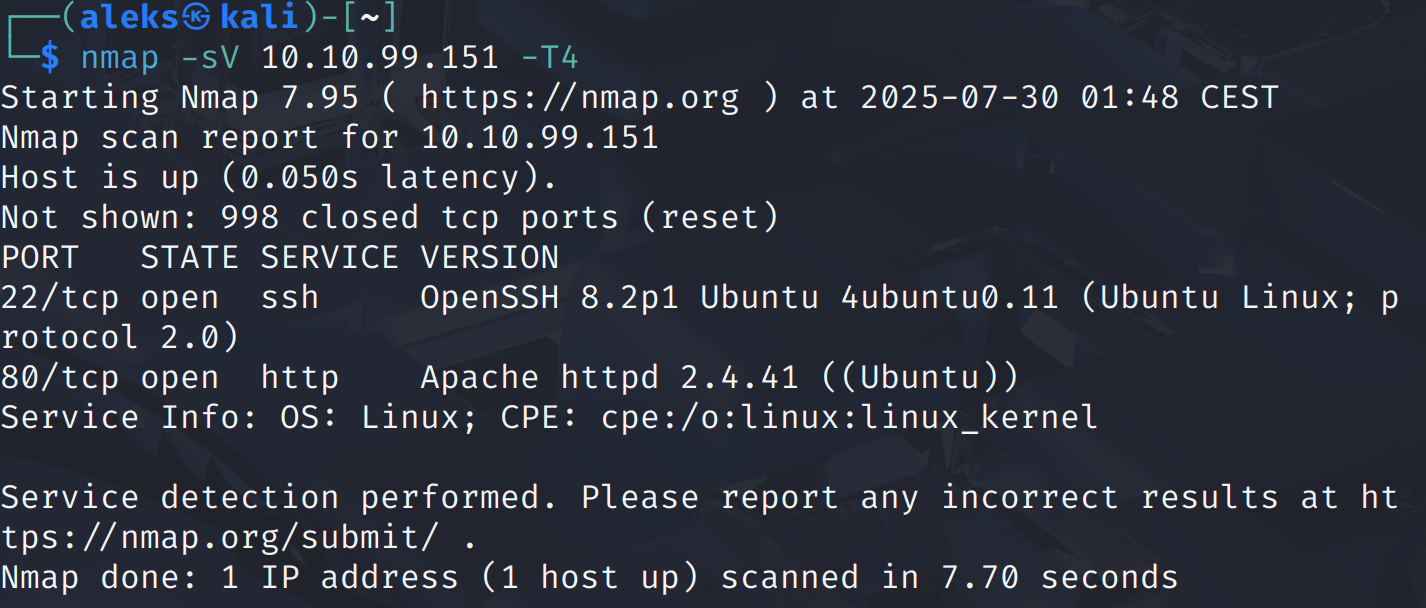 ┌──(aleks㉿kali)-[~]
└─$ nmap -sV 10.10.99.151 -T4
Starting Nmap 7.95 ( https://nmap.org ) at 2025-07-30 01:48 CEST
Nmap scan report for 10.10.99.151
Host is up (0.050s latency).
Not shown: 998 closed tcp ports (reset)
PORT   STATE SERVICE VERSION
22/tcp open  ssh     OpenSSH 8.2p1 Ubuntu 4ubuntu0.11 (Ubuntu Linux; p
rotocol 2.0)
80/tcp open  http    Apache httpd 2.4.41 ((Ubuntu))
Service Info: OS: Linux; CPE: cpe:/o:linux:linux_kernel

Service detection performed. Please report any incorrect results at ht
tps://nmap.org/submit/ .
Nmap done: 1 IP address (1 host up) scanned in 7.70 seconds